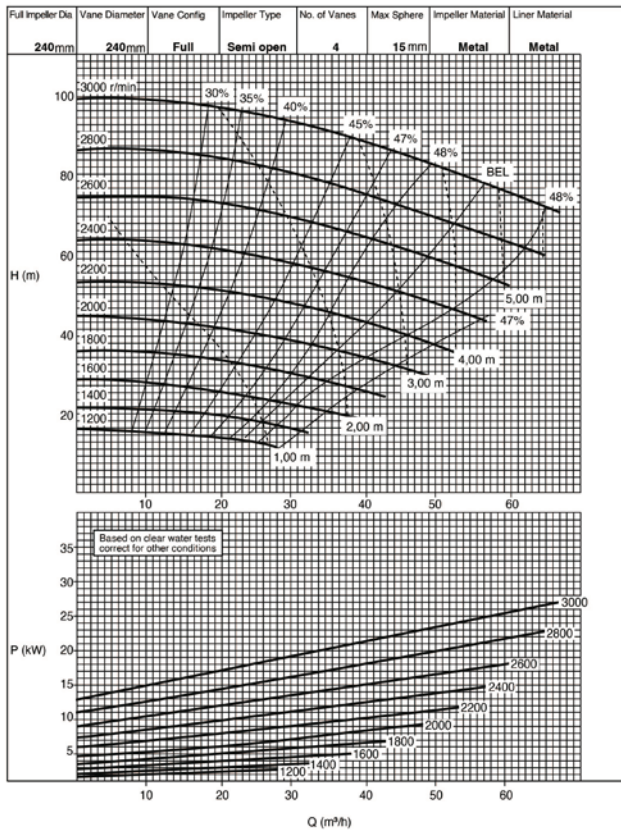 Full Impeller Dia Vane Diameter Vane Config Impeller Type No. of Vanes Max Sphere Impeller Material Liner Material
240mm 240mm Full Semi open 4 15 mm Metal Metal
3000 r/min
2800
2600
2400
2200
2000
1800
1600
1400
1200
30%
35%
40%
45%
47%
48%
BEL
48%
47%
5,00 m
4,00 m
3,00 m
2,00 m
1,00 m
H (m)
100
80
60
40
20
10 20 30 40 50 60
Based on clear water tests
correct for other conditions
P (kW)
35
30
25
20
15
10
5
3000
2800
2600
2400
2200
2000
1800
1600
1400
1200
10 20 30 40 50 60
Q (m³/h)